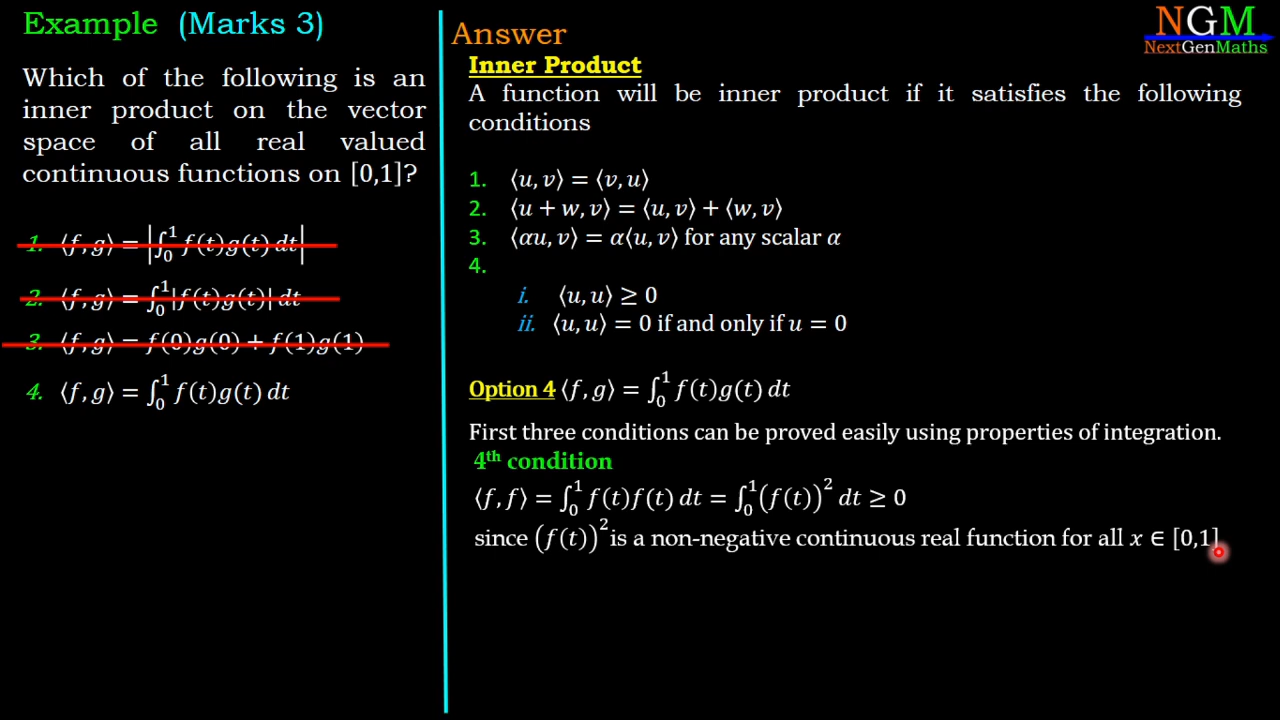 Example (Marks 3)
Which of the following is an
inner product on the vector
space of all real valued
continuous functions on [0,1]?
1. ⟨f, g⟩ = |∫₀¹ f(t)g(t) dt|
2. ⟨f, g⟩ = ∫₀¹|f(t)g(t)| dt
3. ⟨f, g⟩ = f(0)g(0) + f(1)g(1)
4. ⟨f, g⟩ = ∫₀¹ f(t)g(t) dt
Answer
NGM
NextGenMaths
Inner Product
A function will be inner product if it satisfies the following
conditions
1. ⟨u, v⟩ = ⟨v, u⟩
2. ⟨u + w, v⟩ = ⟨u, v⟩ + ⟨w, v⟩
3. ⟨αu, v⟩ = α⟨u, v⟩ for any scalar α
4.
i. ⟨u, u⟩ ≥ 0
ii. ⟨u, u⟩ = 0 if and only if u = 0
Option 4 ⟨f, g⟩ = ∫₀¹ f(t)g(t) dt
First three conditions can be proved easily using properties of integration.
4th condition
⟨f, f⟩ = ∫₀¹ f(t)f(t) dt = ∫₀¹(f(t))² dt ≥ 0
since (f(t))² is a non-negative continuous real function for all x ∈ [0,1]